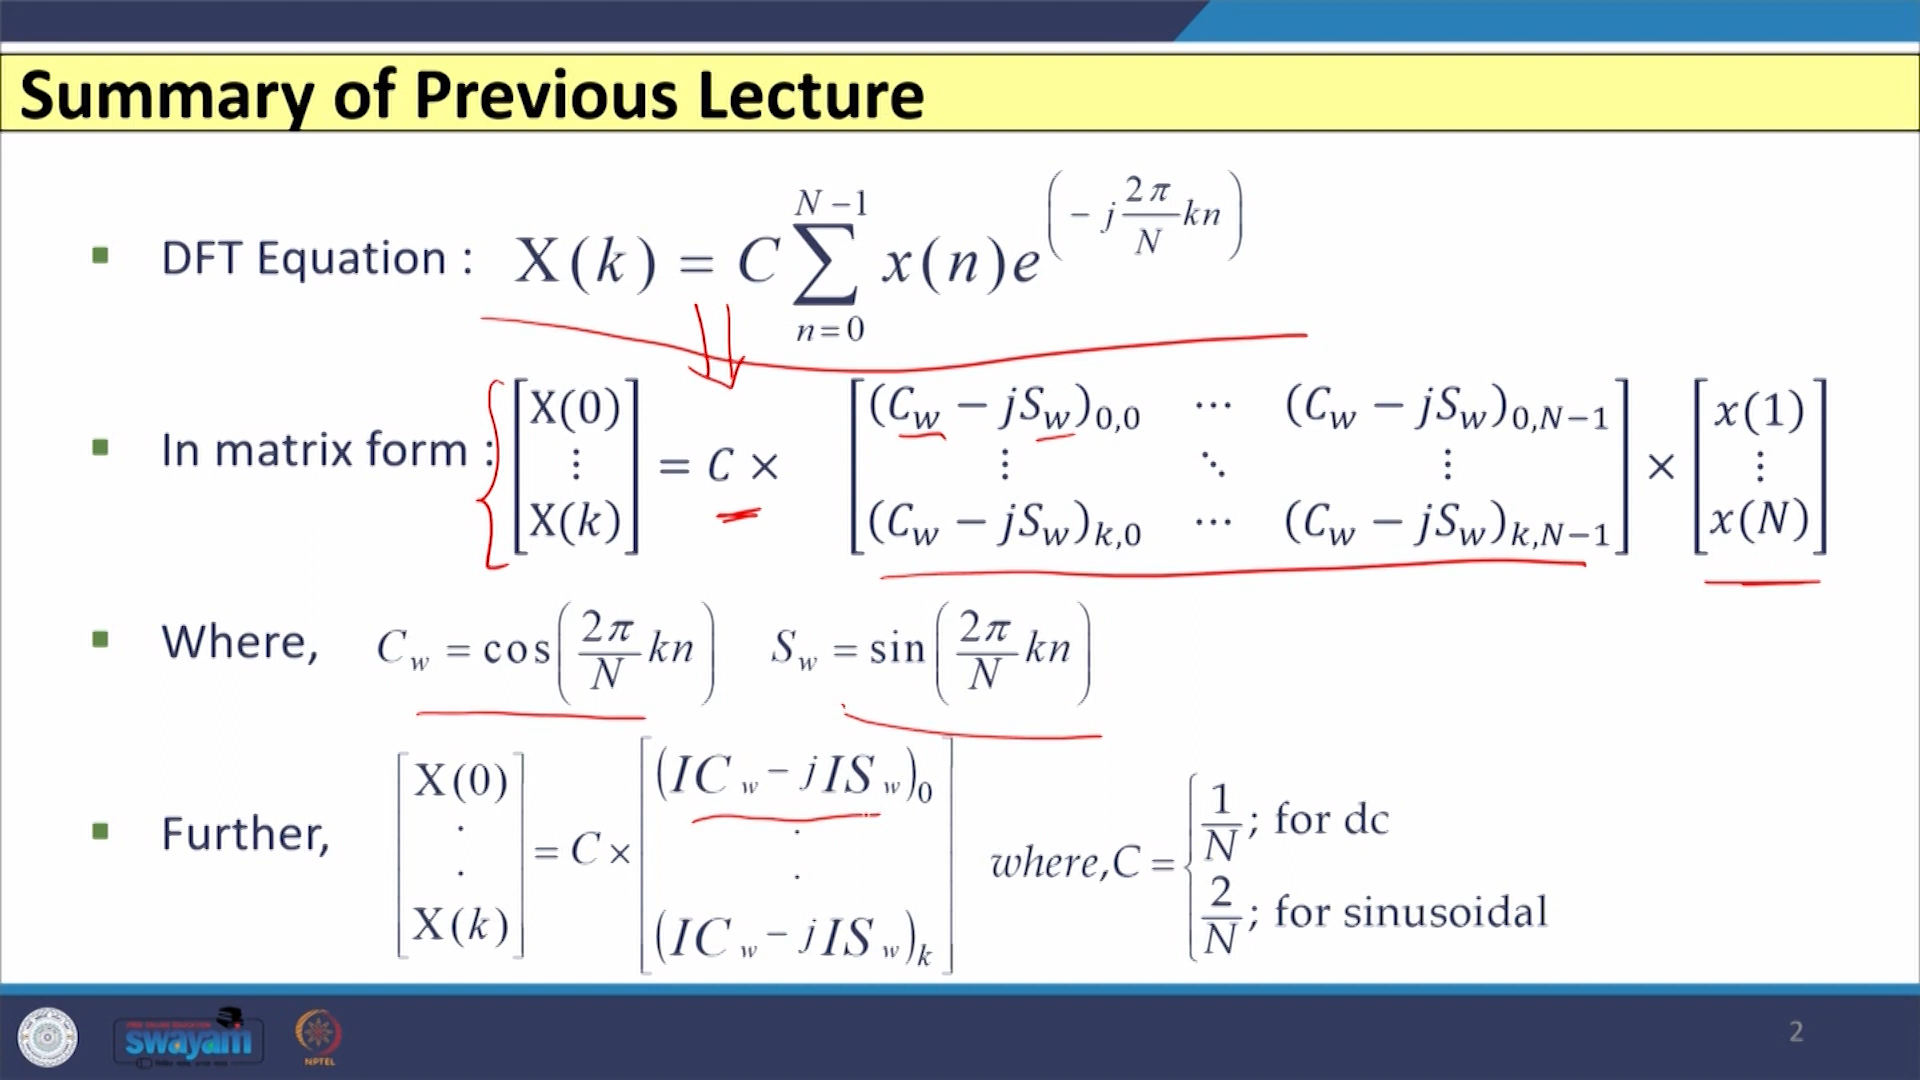 Summary of Previous Lecture
DFT Equation : X(k) = C ∑_{n=0}^{N-1} x(n)e^{(-j (2π/N) kn)}
In matrix form : [X(0) ⋮ X(k)] = C × [(C_w − jS_w)_{0,0} ⋯ (C_w − jS_w)_{0,N−1} ⋮ ⋱ ⋮ (C_w − jS_w)_{k,0} ⋯ (C_w − jS_w)_{k,N−1}] × [x(1) ⋮ x(N)]
Where, C_w = cos((2π/N) kn) S_w = sin((2π/N) kn)
Further, [X(0) . . X(k)] = C × [(IC_w − jIS_w)_0 . . (IC_w − jIS_w)_k] where, C = { 1/N ; for dc
2/N ; for sinusoidal
swayam
NPTEL
2